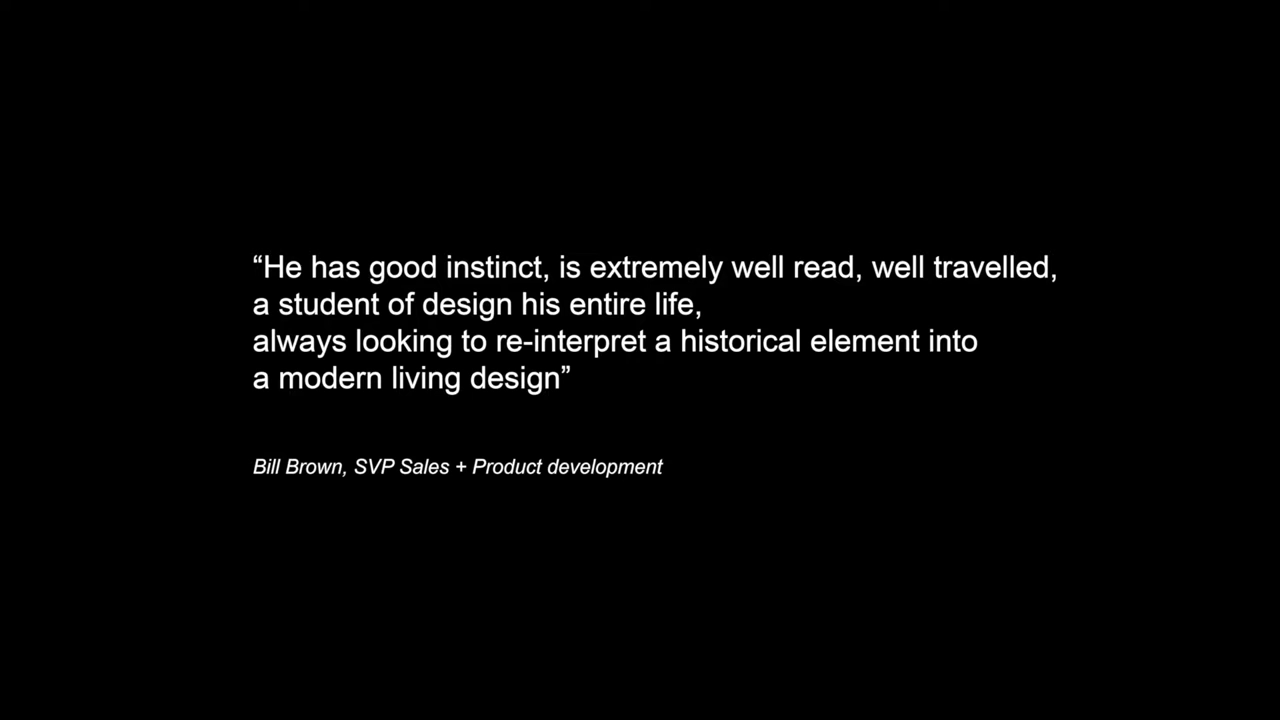 “He has good instinct, is extremely well read, well travelled,
a student of design his entire life,
always looking to re-interpret a historical element into
a modern living design”
Bill Brown, SVP Sales + Product development